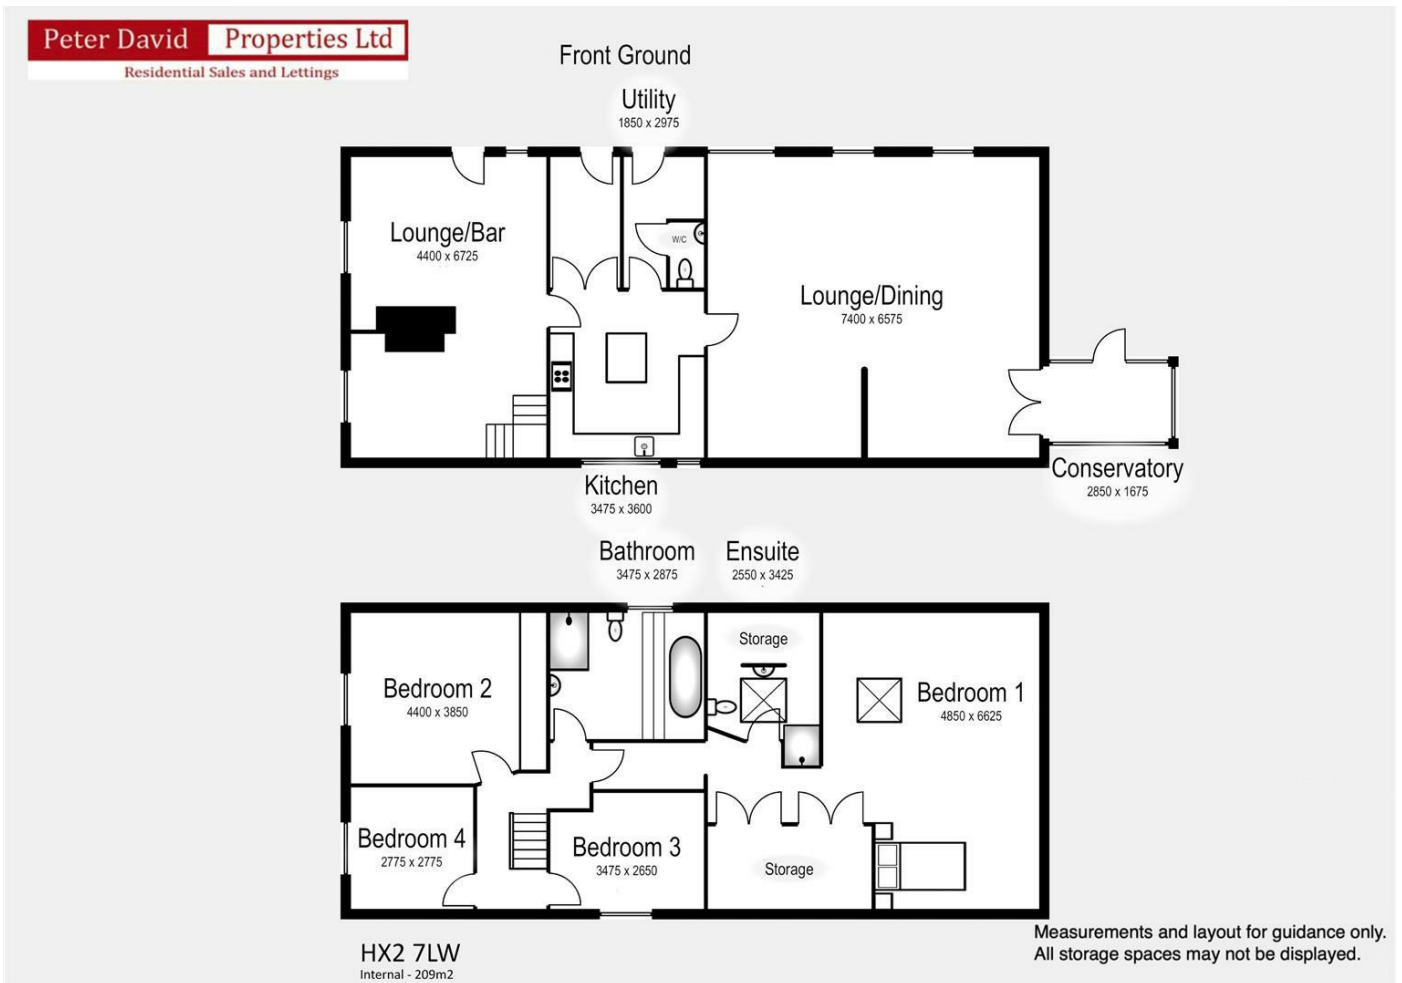 Peter David Properties Ltd
Residential Sales and Lettings
Front Ground
Utility
1850 x 2975
Lounge/Bar
4400 x 6725
W/C
Lounge/Dining
7400 x 6575
Conservatory
2850 x 1675
Kitchen
3475 x 3600
Bathroom
3475 x 2875
Ensuite
2550 x 3425
Storage
Bedroom 2
4400 x 3850
Bedroom 1
4850 x 6625
Bedroom 4
2775 x 2775
Bedroom 3
3475 x 2650
Storage
HX2 7LW
Internal - 209m2
Measurements and layout for guidance only.
All storage spaces may not be displayed.